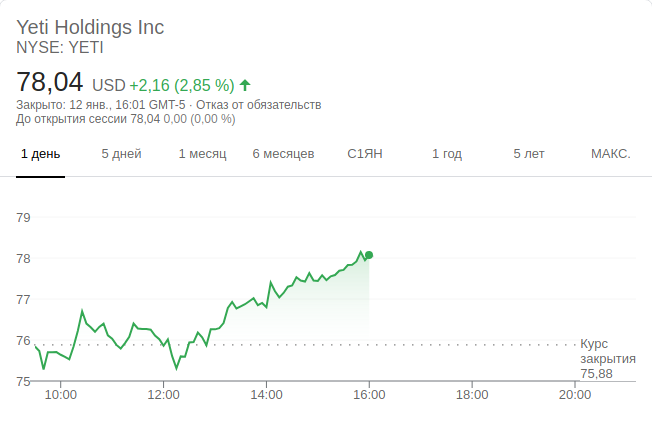 Yeti Holdings Inc
NYSE: YETI
78,04 USD +2,16 (2,85 %)
Закрыто: 12 янв., 16:01 GMT-5 · Отказ от обязательств
До открытия сессии 78,04 0,00 (0,00 %)
1 день 5 дней 1 месяц 6 месяцев С1ЯН 1 год 5 лет МАКС.
79
78
77
76
Курс
закрытия
75,88
75
10:00 12:00 14:00 16:00 18:00 20:00